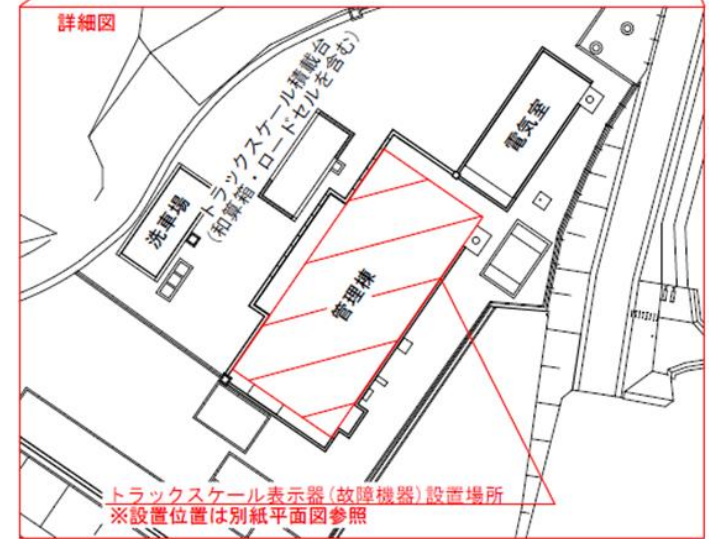 詳細図
トラックスケール積載台
(和算箱・ロードセルを含む)
電気室
洗車場
管理棟
トラックスケール表示器(故障機器)設置場所
※設置位置は別紙平面図参照